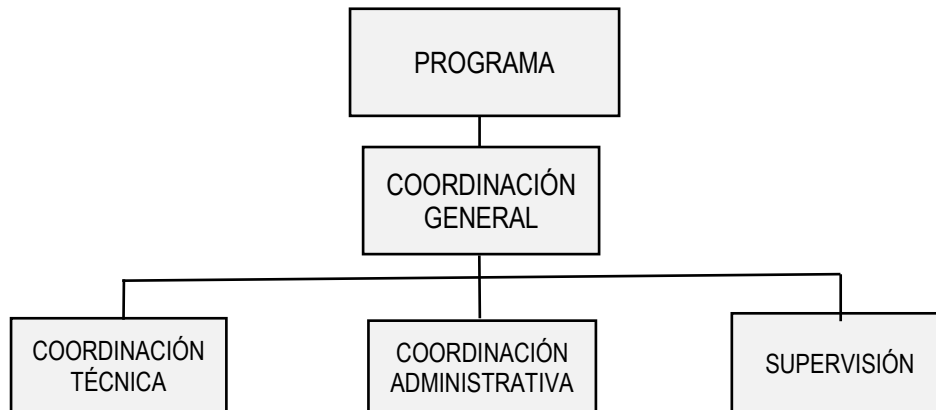 PROGRAMA
COORDINACIÓN
GENERAL
COORDINACIÓN
TÉCNICA
COORDINACIÓN
ADMINISTRATIVA
SUPERVISIÓN